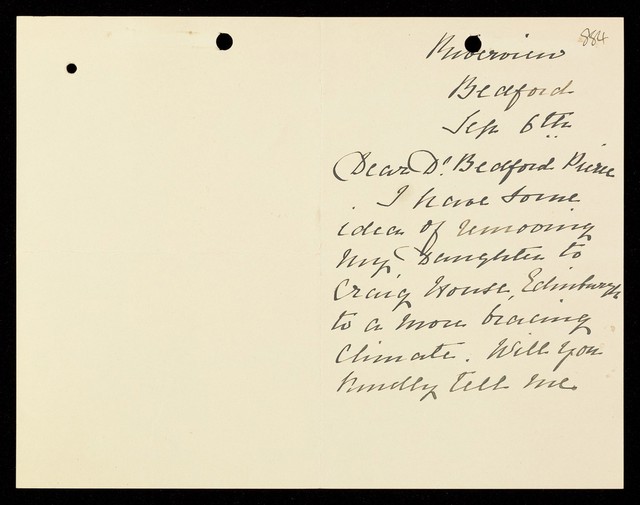 884
Riverview
Bedford
Sep 6th
Dear Dr Bedford Pierce
I have some
idea of removing
my Daughter to
Craig House, Edinburgh
to a more bracing
Climate. Will you
kindly tell me